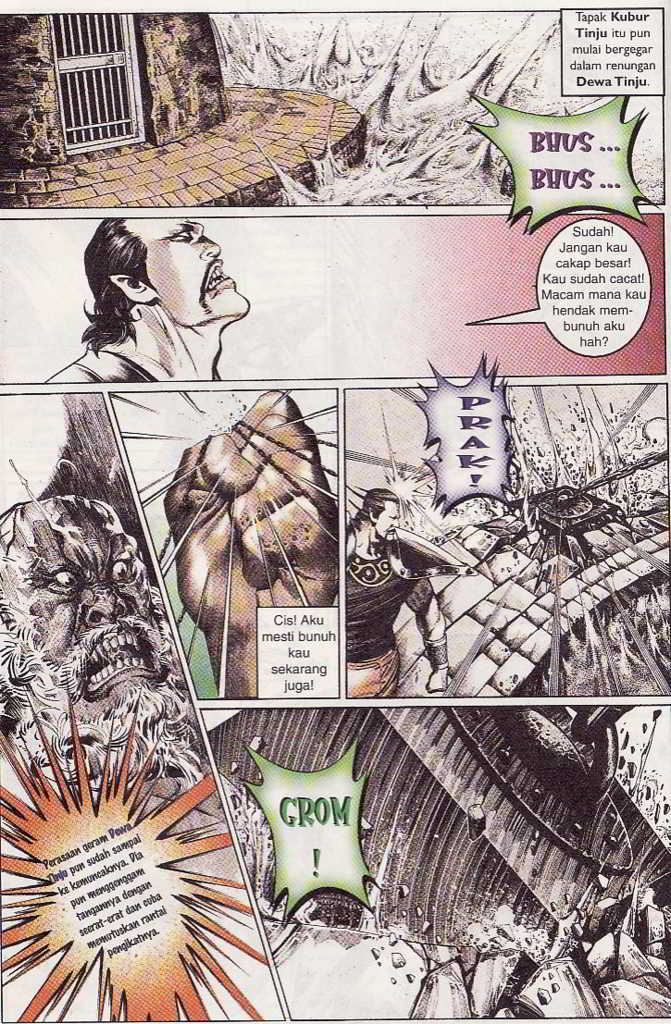 Tapak Kubur
Tinju itu pun
mulai bergegar
dalam renungan
Dewa Tinju.
BHUS ...
BHUS ...
Sudah!
Jangan kau
cakap besar!
Kau sudah cacat!
Macam mana kau
hendak mem-
bunuh aku
hah?
Cis! Aku
mesti bunuh
kau
sekarang
juga!
PRAK!
Perasaan geram Dewa
Tinju pun sudah sampai
ke kemuncaknya. Dia
pun menggenggam
tangannya dengan
seerat-erat dan cuba
memutuskan rantai
pengikatnya.
GROM
!